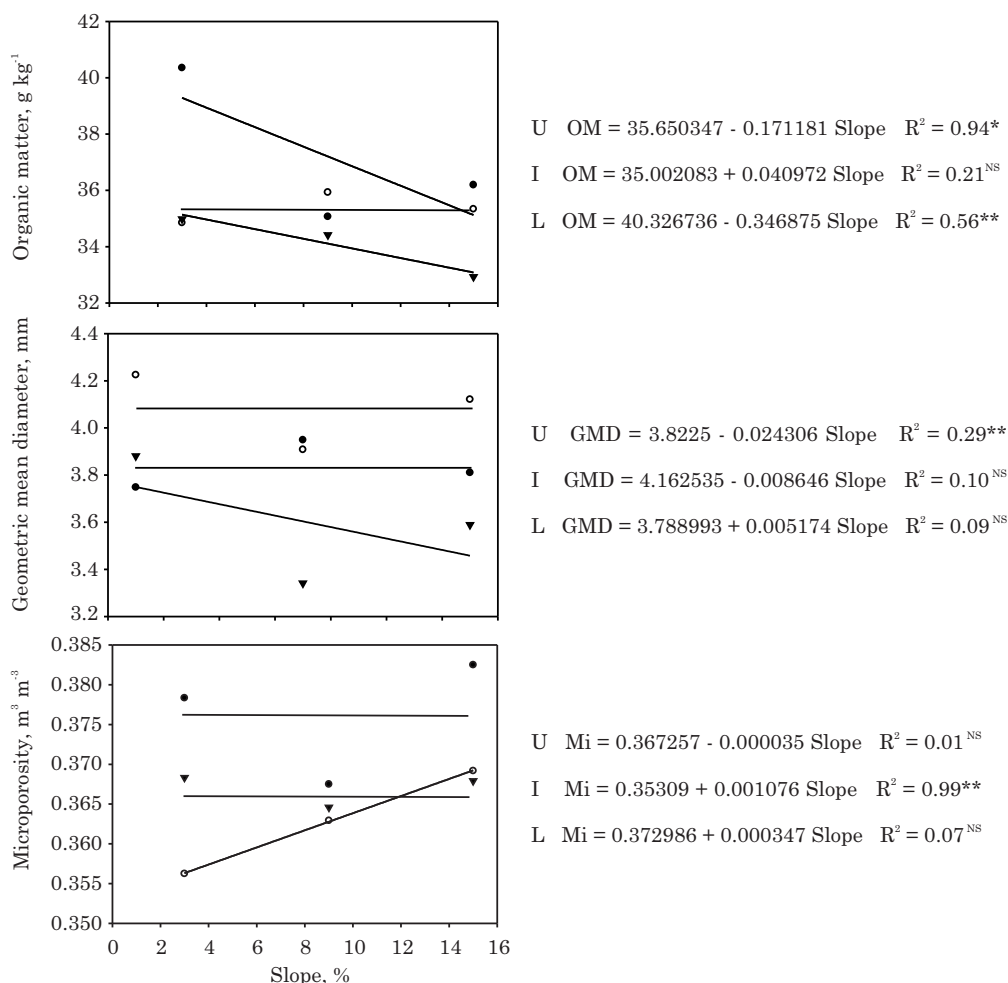 Organic matter, g kg⁻¹
42
40
38
36
34
32
U OM = 35.650347 - 0.171181 Slope R² = 0.94*
I OM = 35.002083 + 0.040972 Slope R² = 0.21ᴺˢ
L OM = 40.326736 - 0.346875 Slope R² = 0.56**
Geometric mean diameter, mm
4.4
4.2
4.0
3.8
3.6
3.4
3.2
U GMD = 3.8225 - 0.024306 Slope R² = 0.29**
I GMD = 4.162535 - 0.008646 Slope R² = 0.10ᴺˢ
L GMD = 3.788993 + 0.005174 Slope R² = 0.09ᴺˢ
Microporosity, m³ m⁻³
0.385
0.380
0.375
0.370
0.365
0.360
0.355
0.350
U Mi = 0.367257 - 0.000035 Slope R² = 0.01ᴺˢ
I Mi = 0.35309 + 0.001076 Slope R² = 0.99**
L Mi = 0.372986 + 0.000347 Slope R² = 0.07ᴺˢ
0 2 4 6 8 10 12 14 16
Slope, %